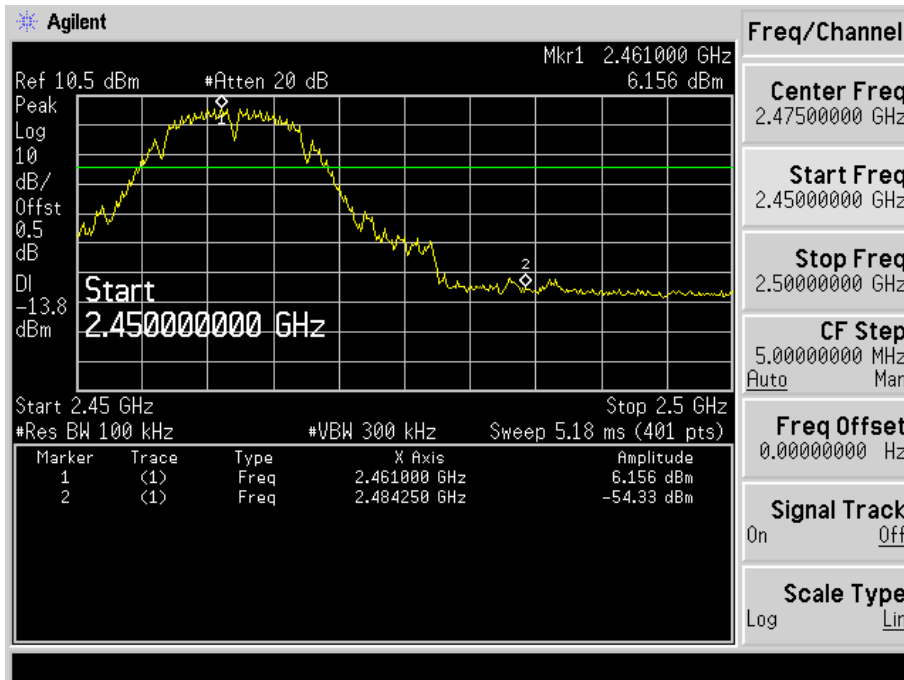 Agilent
Freq/Channel
Mkr1 2.461000 GHz
Ref 10.5 dBm #Atten 20 dB 6.156 dBm
Peak
Log
10
dB/
Offst
0.5
dB
DI
-13.8
dBm
1
2
Start
2.450000000 GHz
Start 2.45 GHz Stop 2.5 GHz
#Res BW 100 kHz #VBW 300 kHz Sweep 5.18 ms (401 pts)
Marker Trace Type X Axis Amplitude
1 (1) Freq 2.461000 GHz 6.156 dBm
2 (1) Freq 2.484250 GHz -54.33 dBm
Center Freq
2.47500000 GHz
Start Freq
2.45000000 GHz
Stop Freq
2.50000000 GHz
CF Step
5.00000000 MHz
Auto Man
Freq Offset
0.00000000 Hz
Signal Track
On Off
Scale Type
Log Lin